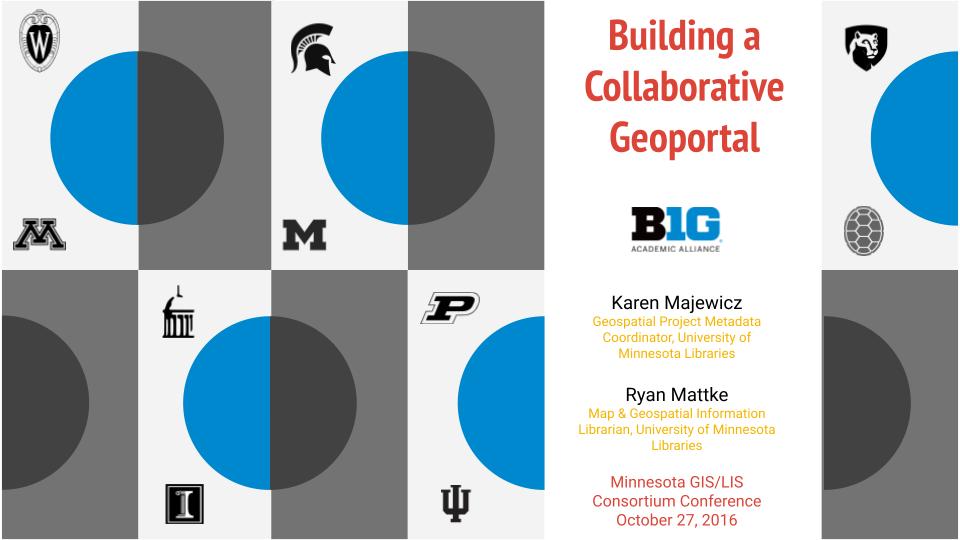 W
M
M
P
I
Ψ
Building a
Collaborative
Geoportal
B1G
ACADEMIC ALLIANCE
Karen Majewicz
Geospatial Project Metadata
Coordinator, University of
Minnesota Libraries
Ryan Mattke
Map & Geospatial Information
Librarian, University of Minnesota
Libraries
Minnesota GIS/LIS
Consortium Conference
October 27, 2016